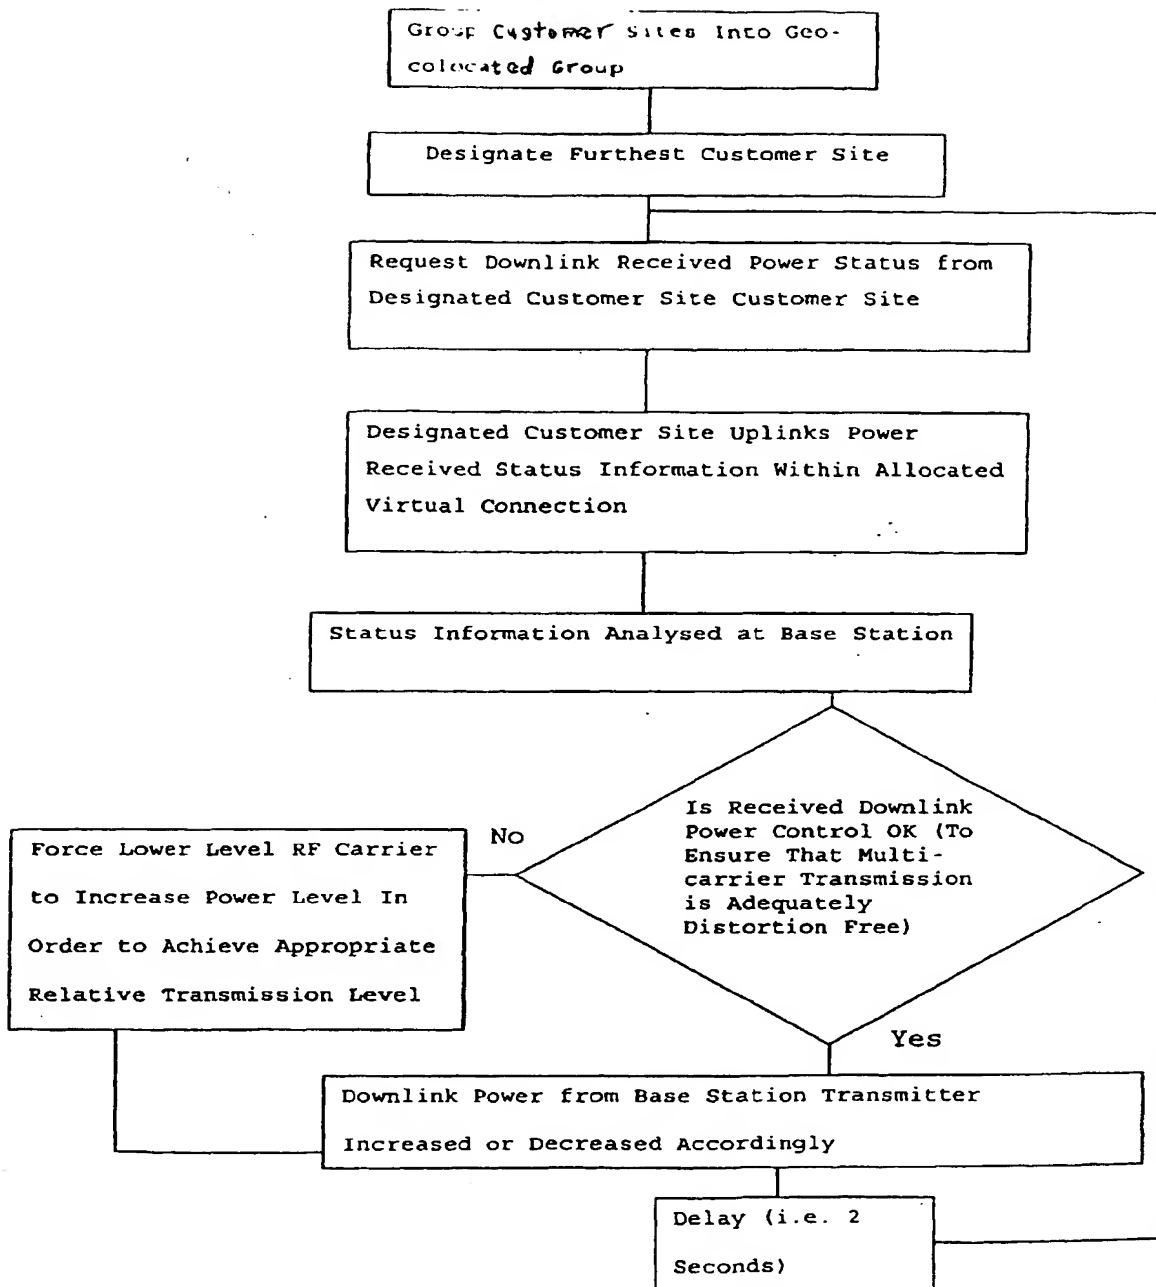 Group Customer Sites Into Geo-
colocated Group
Designate Furthest Customer Site
Request Downlink Received Power Status from
Designated Customer Site Customer Site
Designated Customer Site Uplinks Power
Received Status Information Within Allocated
Virtual Connection
Status Information Analysed at Base Station
Is Received Downlink
Power Control OK (To
Ensure That Multi-
carrier Transmission
is Adequately
Distortion Free)
No
Force Lower Level RF Carrier
to Increase Power Level In
Order to Achieve Appropriate
Relative Transmission Level
Yes
Downlink Power from Base Station Transmitter
Increased or Decreased Accordingly
Delay (i.e. 2
Seconds)